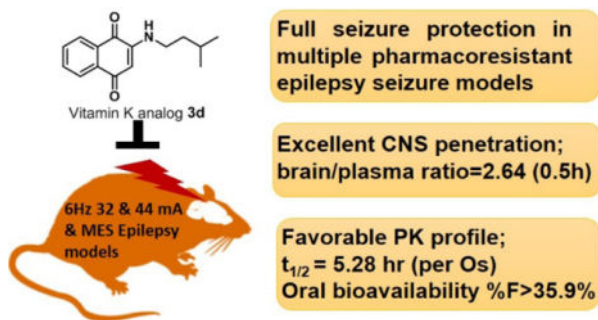 O
H
N
O
Vitamin K analog 3d
6Hz 32 & 44 mA
& MES Epilepsy
models
Full seizure protection in
multiple pharmacoresistant
epilepsy seizure models
Excellent CNS penetration;
brain/plasma ratio=2.64 (0.5h)
Favorable PK profile;
t1/2 = 5.28 hr (per Os)
Oral bioavailability %F>35.9%